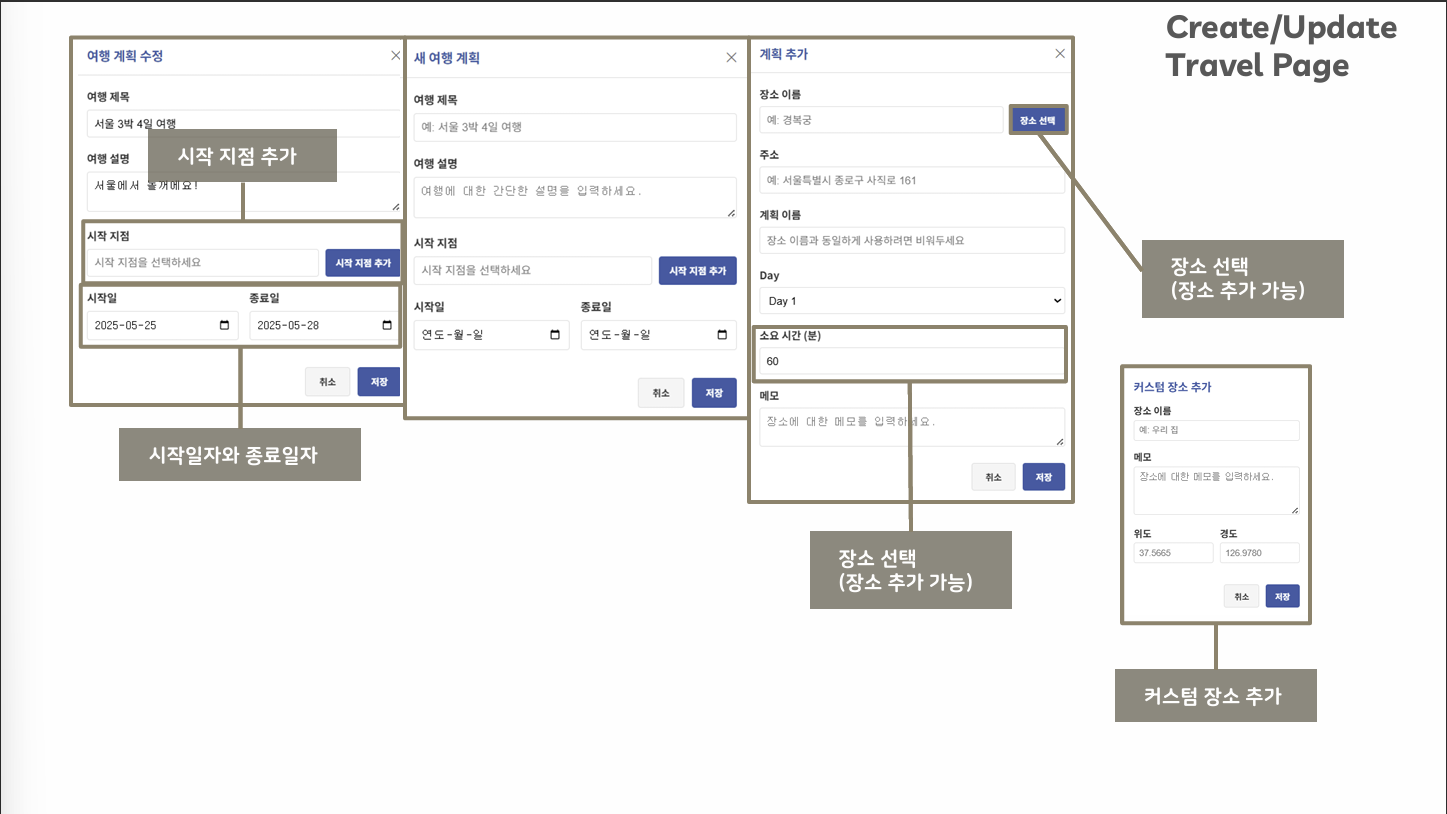 Create/Update
Travel Page
여행 계획 수정
여행 제목
서울 3박 4일 여행
여행 설명
서울에서 놀꺼에요!
시작 지점 추가
시작 지점
시작 지점을 선택하세요
시작 지점 추가
시작일
종료일
2025-05-25
2025-05-28
취소
저장
시작일자와 종료일자
새 여행 계획
여행 제목
예: 서울 3박 4일 여행
여행 설명
여행에 대한 간단한 설명을 입력하세요.
시작 지점
시작 지점을 선택하세요
시작 지점 추가
시작일
종료일
연도-월-일
연도-월-일
취소
저장
계획 추가
장소 이름
예: 경복궁
장소 선택
주소
예: 서울특별시 종로구 사직로 161
계획 이름
장소 이름과 동일하게 사용하려면 비워두세요
Day
Day 1
소요 시간 (분)
60
메모
장소에 대한 메모를 입력하세요.
취소
저장
장소 선택
(장소 추가 가능)
장소 선택
(장소 추가 가능)
커스텀 장소 추가
장소 이름
예: 우리 집
메모
장소에 대한 메모를 입력하세요.
위도
경도
37.5665
126.9780
취소
저장
커스텀 장소 추가